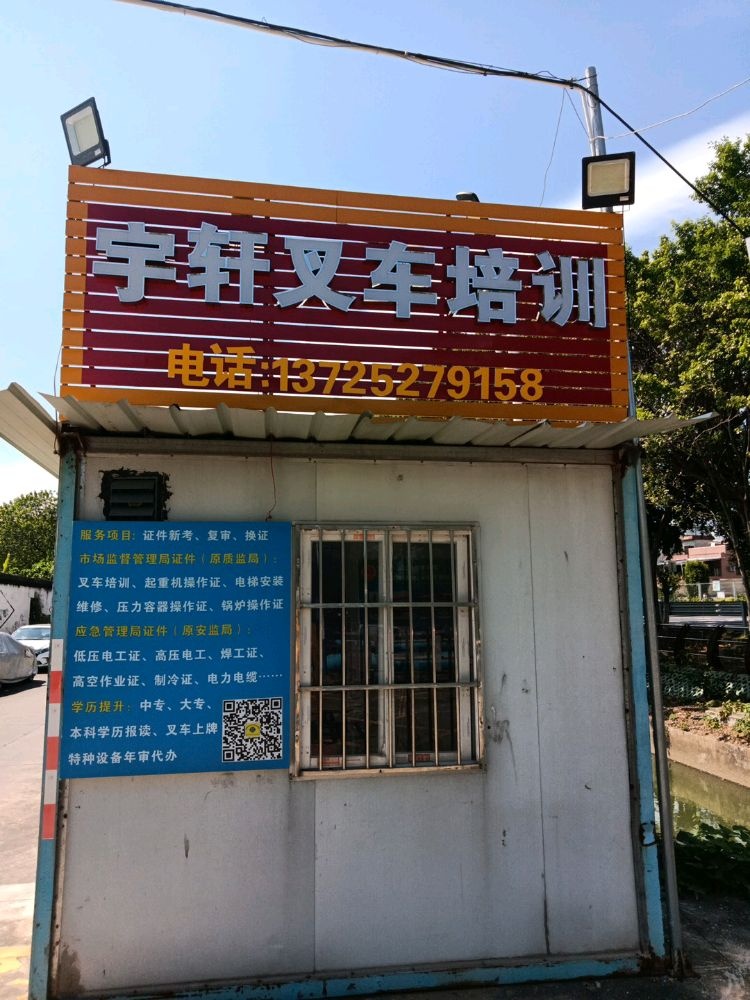 宇轩叉车培训
电话:13725279158
服务项目: 证件新考、复审、换证
市场监督管理局证件（原质监局）:
叉车培训、起重机操作证、电梯安装
维修、压力容器操作证、锅炉操作证
应急管理局证件（原安监局）:
低压电工证、高压电工、焊工证、
高空作业证、制冷证、电力电缆……
学历提升: 中专、大专、
本科学历报读、叉车上牌
特种设备年审代办